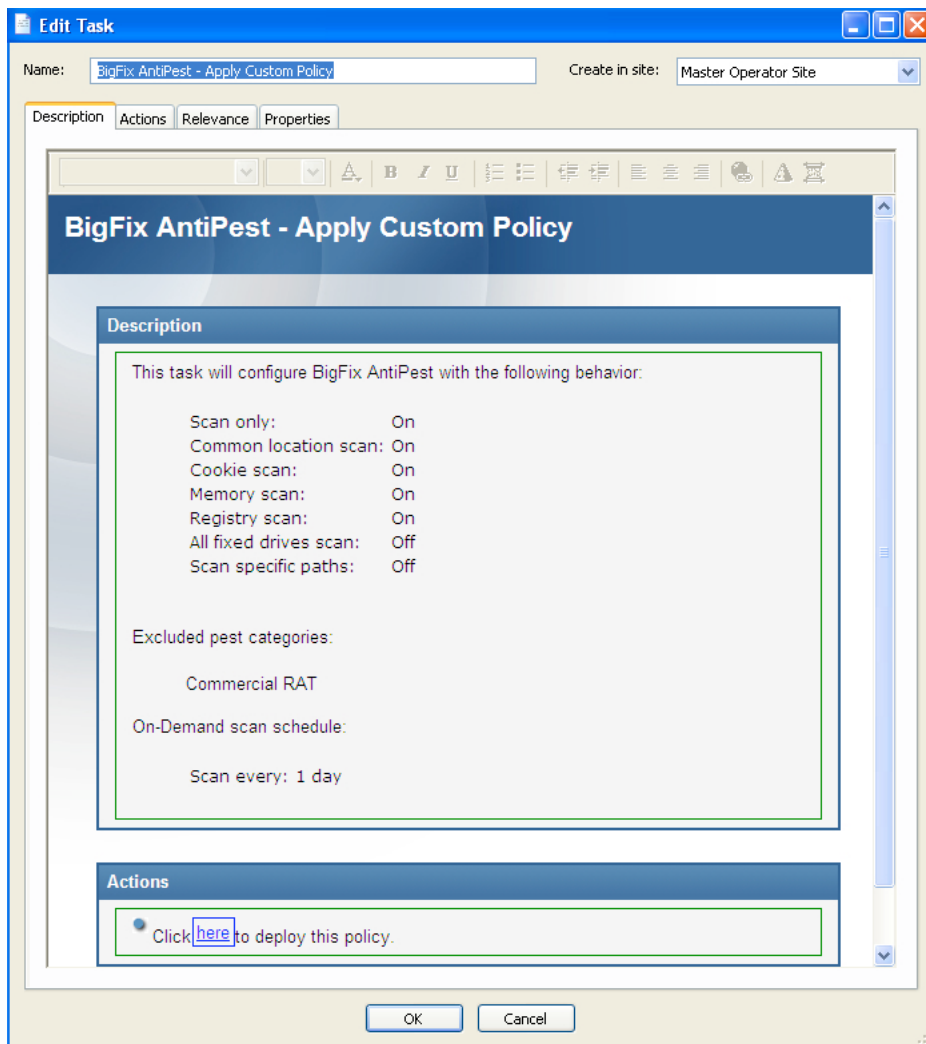 Edit Task
Name: BigFix AntiPest - Apply Custom Policy Create in site: Master Operator Site
Description Actions Relevance Properties
A B I U
BigFix AntiPest - Apply Custom Policy
Description
This task will configure BigFix AntiPest with the following behavior:
Scan only: On
Common location scan: On
Cookie scan: On
Memory scan: On
Registry scan: On
All fixed drives scan: Off
Scan specific paths: Off
Excluded pest categories:
Commercial RAT
On-Demand scan schedule:
Scan every: 1 day
Actions
Click here to deploy this policy.
OK Cancel